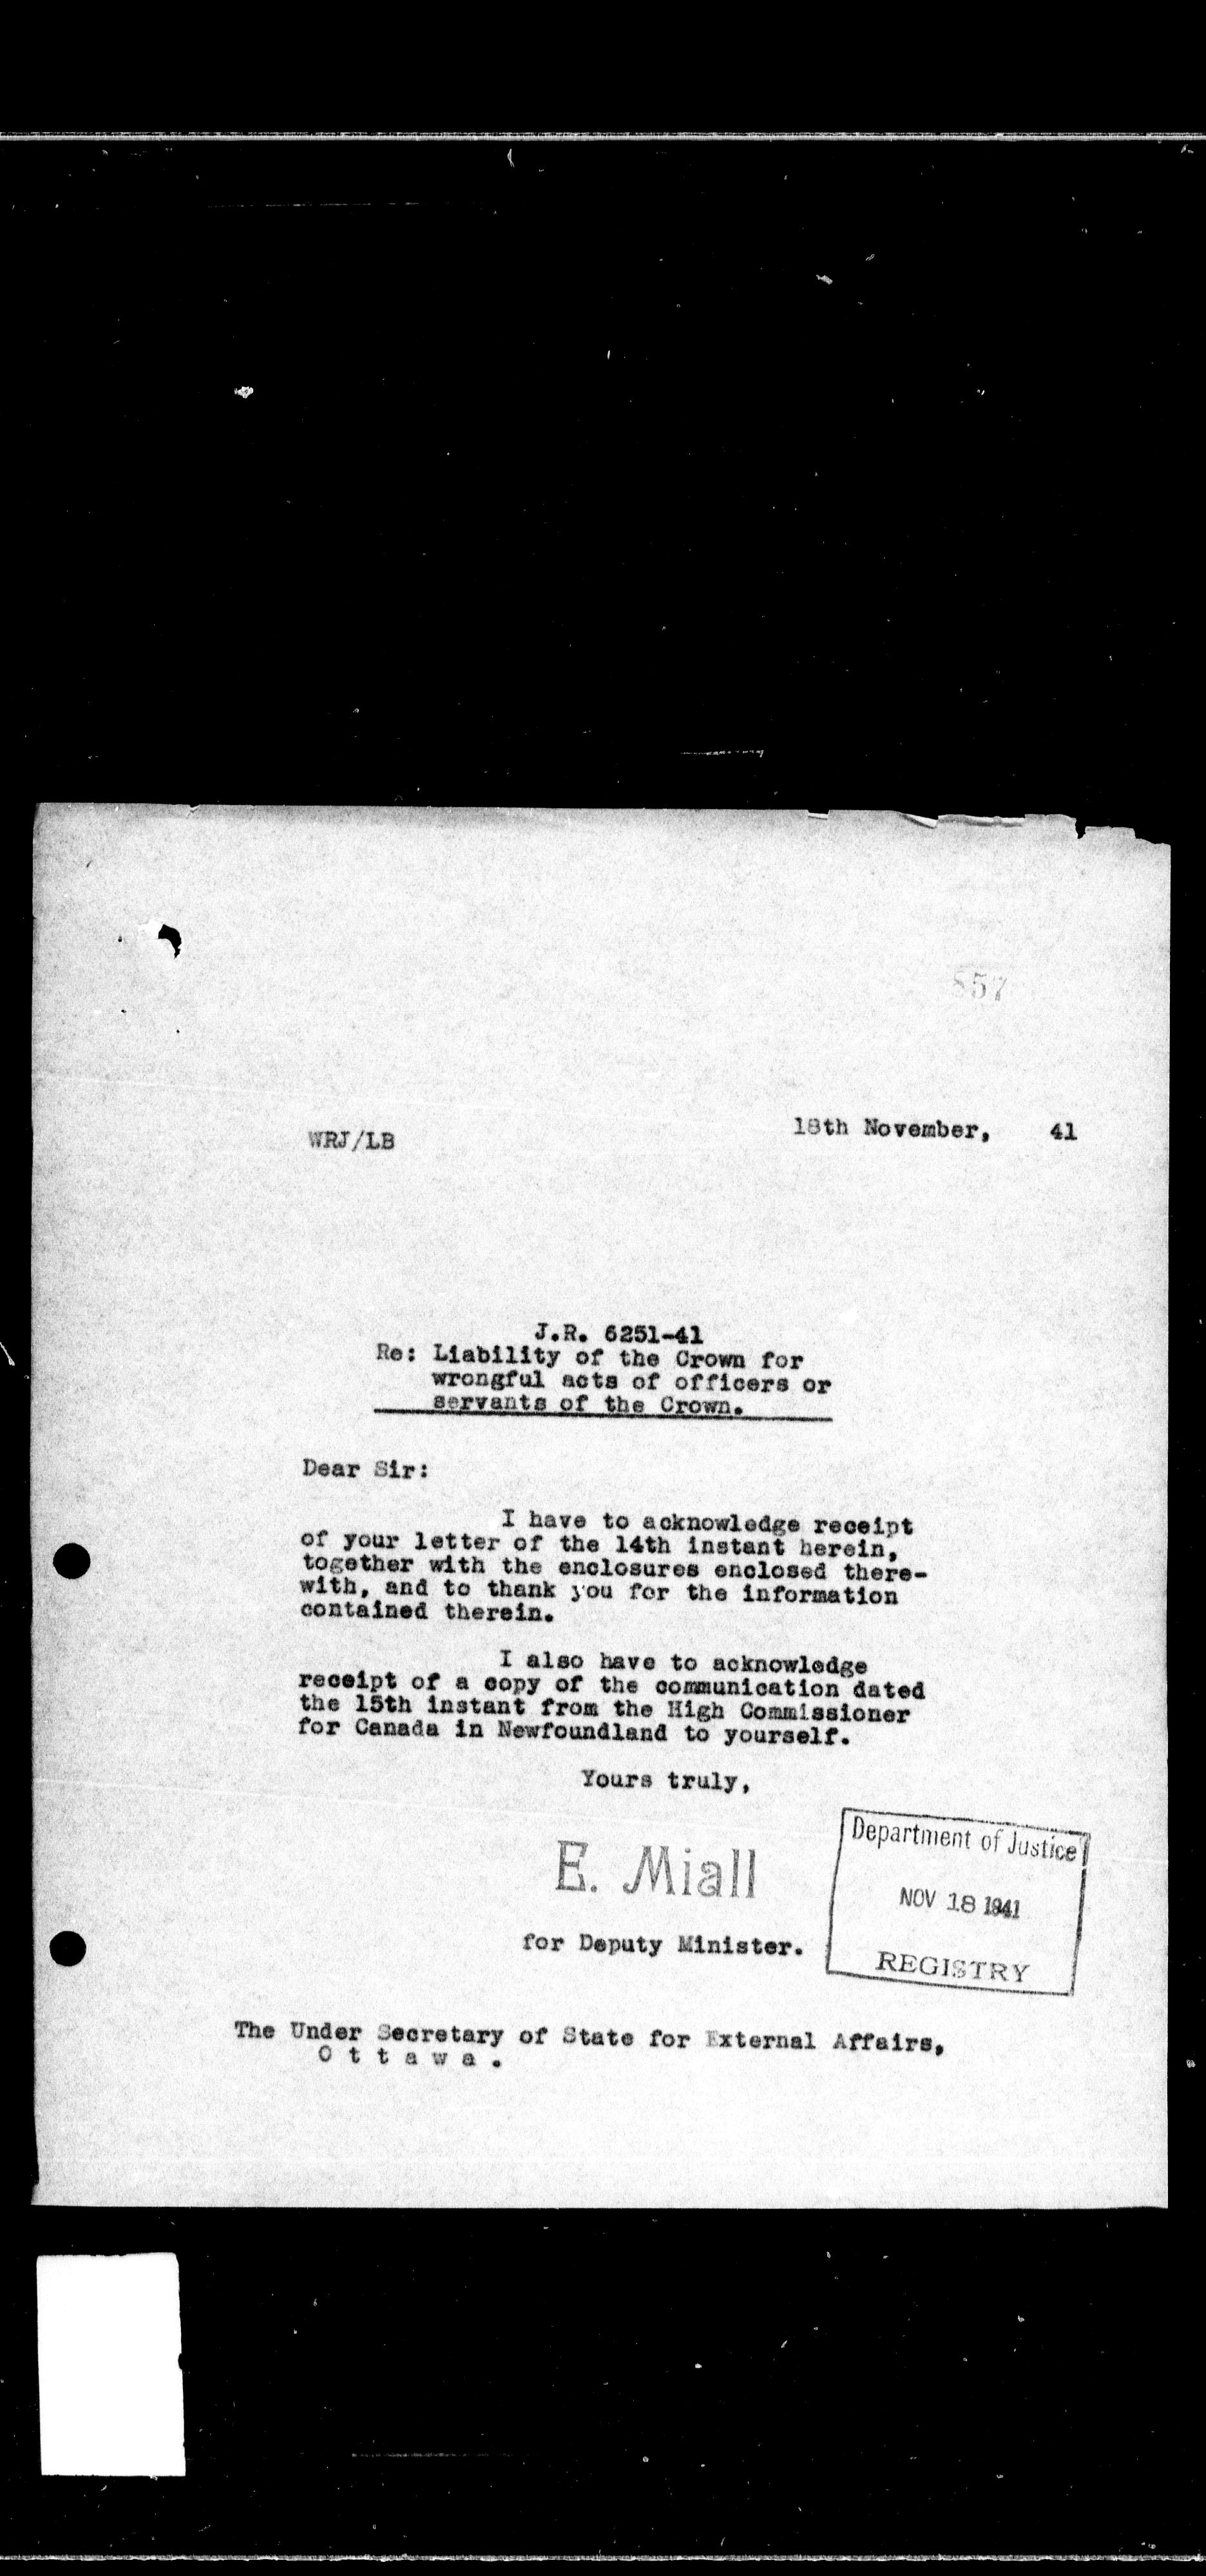 857
WRJ/LB
18th November, 41
J.R. 6251-41
Re: Liability of the Crown for
wrongful acts of officers or
servants of the Crown.
Dear Sir:
I have to acknowledge receipt
of your letter of the 14th instant herein,
together with the enclosures enclosed there-
with, and to thank you for the information
contained therein.
I also have to acknowledge
receipt of a copy of the communication dated
the 15th instant from the High Commissioner
for Canada in Newfoundland to yourself.
Yours truly,
E. Miall
for Deputy Minister.
Department of Justice
NOV 18 1941
REGISTRY
The Under Secretary of State for External Affairs,
O t t a w a .